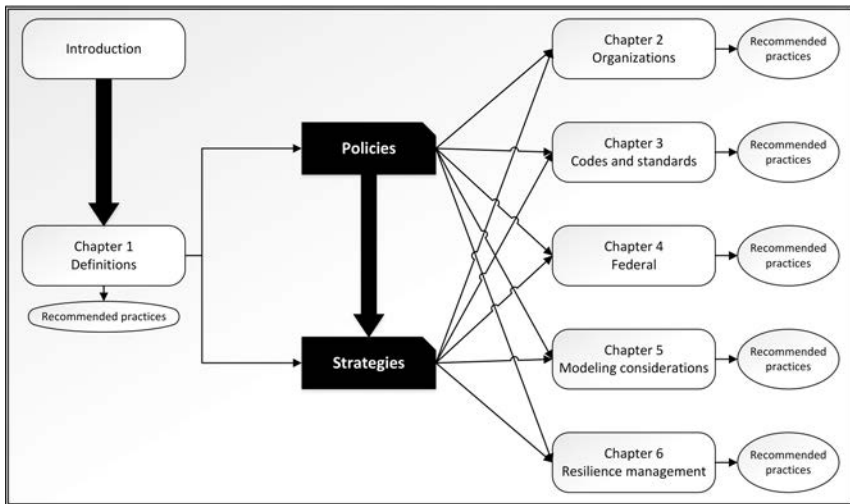 Introduction
Chapter 1
Definitions
Recommended practices
Policies
Strategies
Chapter 2
Organizations
Recommended
practices
Chapter 3
Codes and standards
Recommended
practices
Chapter 4
Federal
Recommended
practices
Chapter 5
Modeling considerations
Recommended
practices
Chapter 6
Resilience management
Recommended
practices